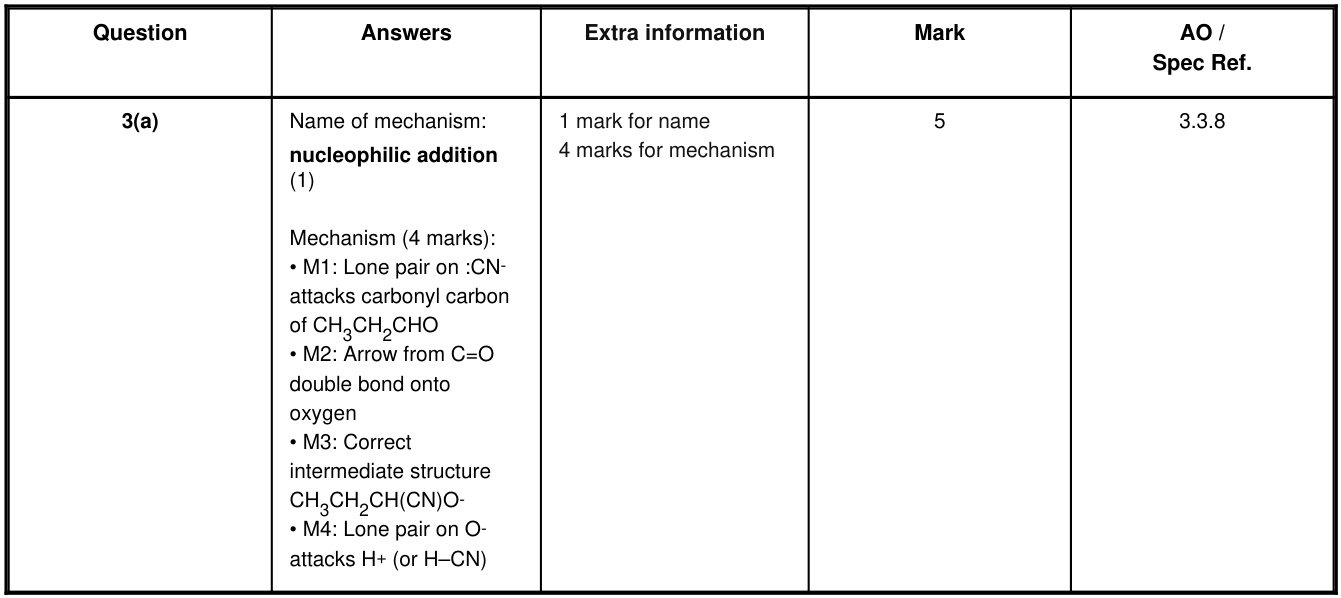 Question Answers Extra information Mark AO /
Spec Ref.
3(a) Name of mechanism: 1 mark for name 5 3.3.8
nucleophilic addition 4 marks for mechanism
(1)
Mechanism (4 marks):
• M1: Lone pair on :CN-
attacks carbonyl carbon
of CH3CH2CHO
• M2: Arrow from C=O
double bond onto
oxygen
• M3: Correct
intermediate structure
CH3CH2CH(CN)O-
• M4: Lone pair on O-
attacks H+ (or H–CN)